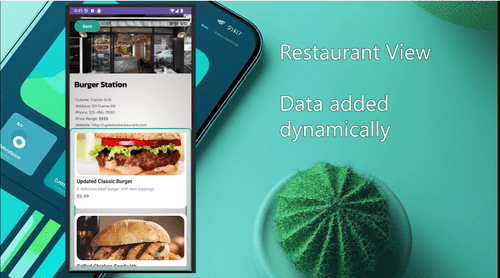 9:43
Back
Burger Station
Cuisine: Fusion Grill
Address: 101 Flame Rd
Phone: 123-456-7890
Price Range: $$$$
Website: http://updatedrestaurant.com
Updated Classic Burger
A delicious beef burger with new toppings
$9.99
Grilled Chicken Sandwich
Restaurant View
Data added
dynamically